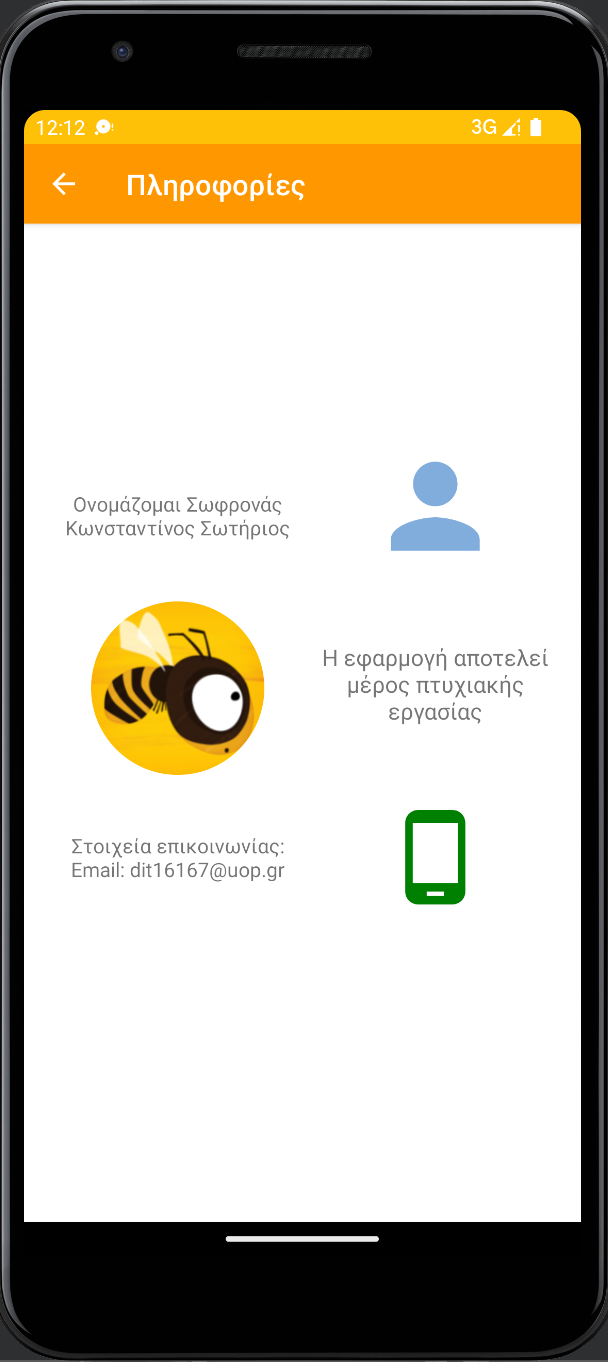 12:12
3G
Πληροφορίες
Ονομάζομαι Σωφρονάς
Κωνσταντίνος Σωτήριος
Η εφαρμογή αποτελεί
μέρος πτυχιακής
εργασίας
Στοιχεία επικοινωνίας:
Email: dit16167@uop.gr